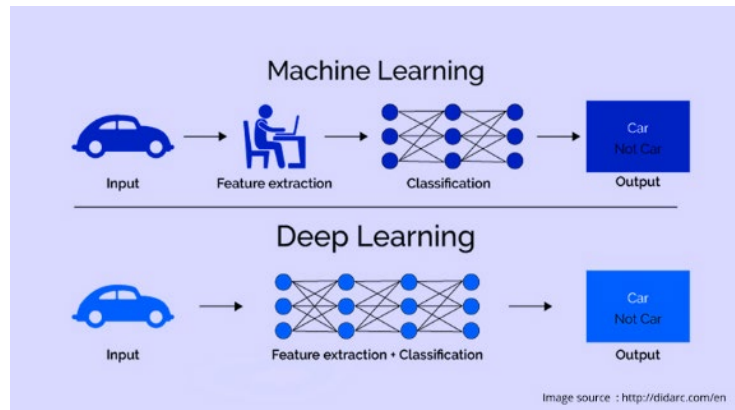 Machine Learning
Input
Feature extraction
Classification
Car
Not Car
Output
Deep Learning
Input
Feature extraction + Classification
Car
Not Car
Output
Image source : http://didarc.com/en